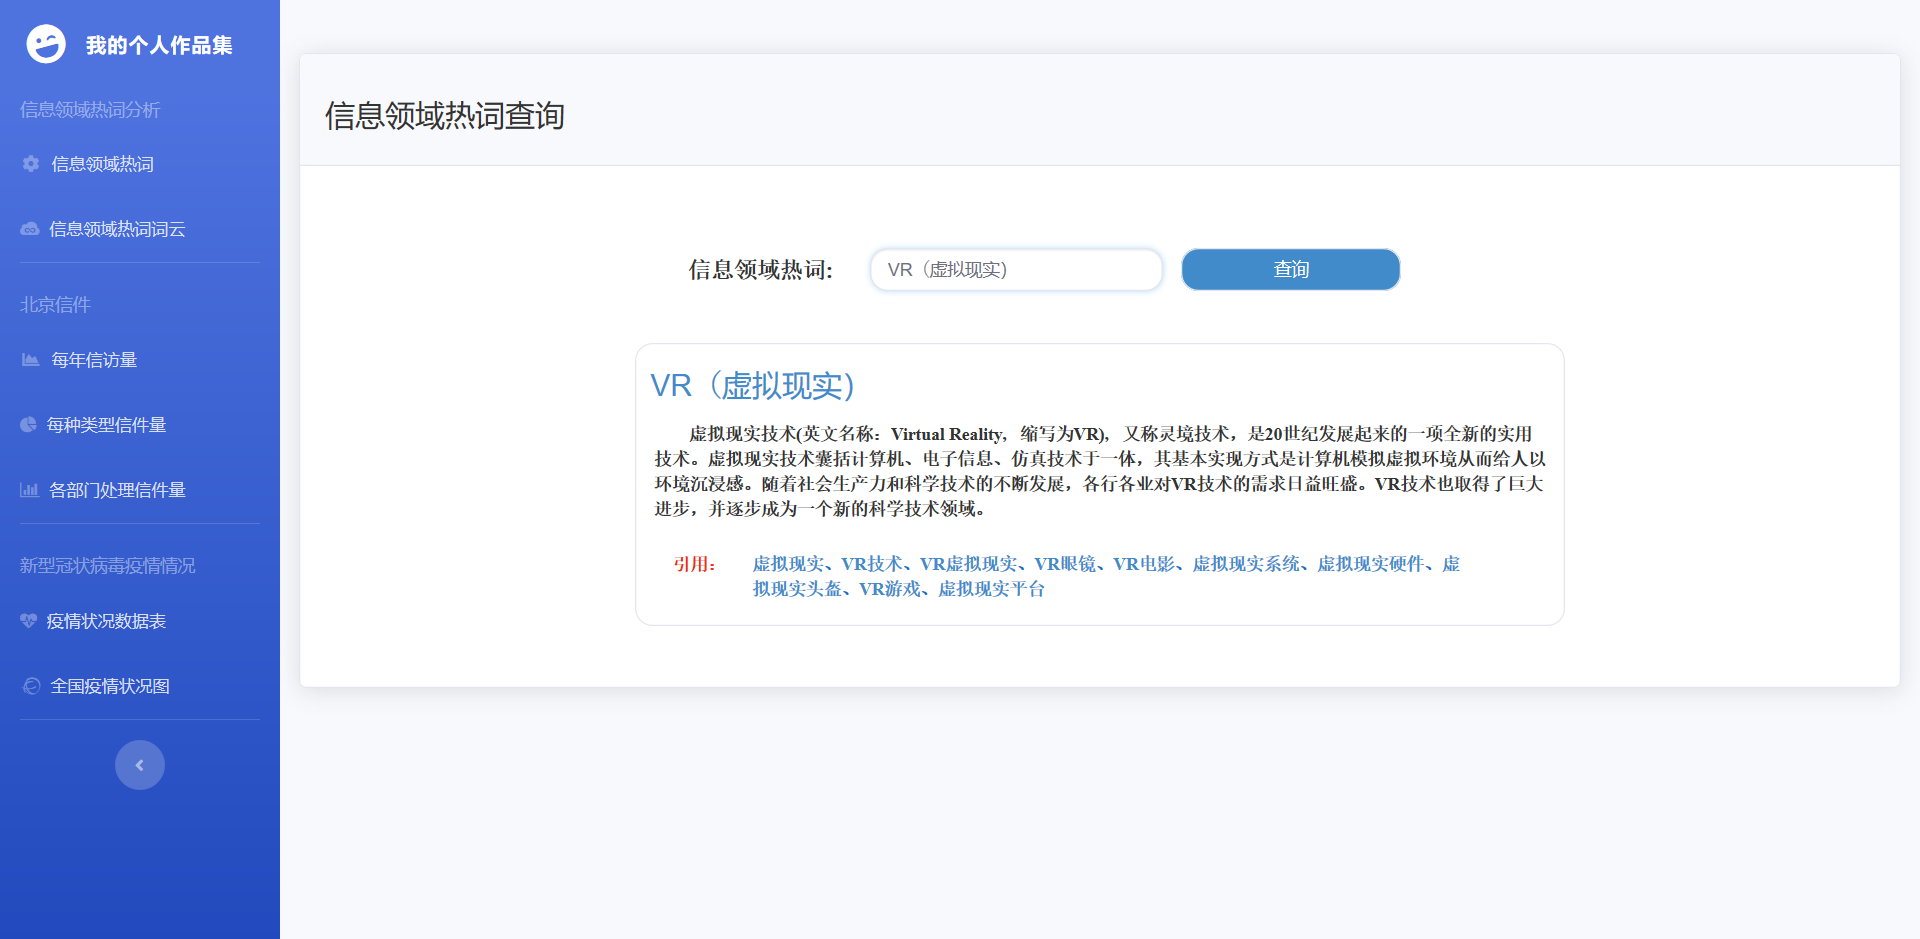 我的个人作品集
信息领域热词分析
信息领域热词
信息领域热词词云
北京信件
每年信访量
每种类型信件量
各部门处理信件量
新型冠状病毒疫情情况
疫情状况数据表
全国疫情状况图
信息领域热词查询
信息领域热词:
VR（虚拟现实）
查询
VR（虚拟现实）
虚拟现实技术(英文名称：Virtual Reality，缩写为VR)，又称灵境技术，是20世纪发展起来的一项全新的实用
技术。虚拟现实技术囊括计算机、电子信息、仿真技术于一体，其基本实现方式是计算机模拟虚拟环境从而给人以
环境沉浸感。随着社会生产力和科学技术的不断发展，各行各业对VR技术的需求日益旺盛。VR技术也取得了巨大
进步，并逐步成为一个新的科学技术领域。
引用： 虚拟现实、VR技术、VR虚拟现实、VR眼镜、VR电影、虚拟现实系统、虚拟现实硬件、虚
拟现实头盔、VR游戏、虚拟现实平台